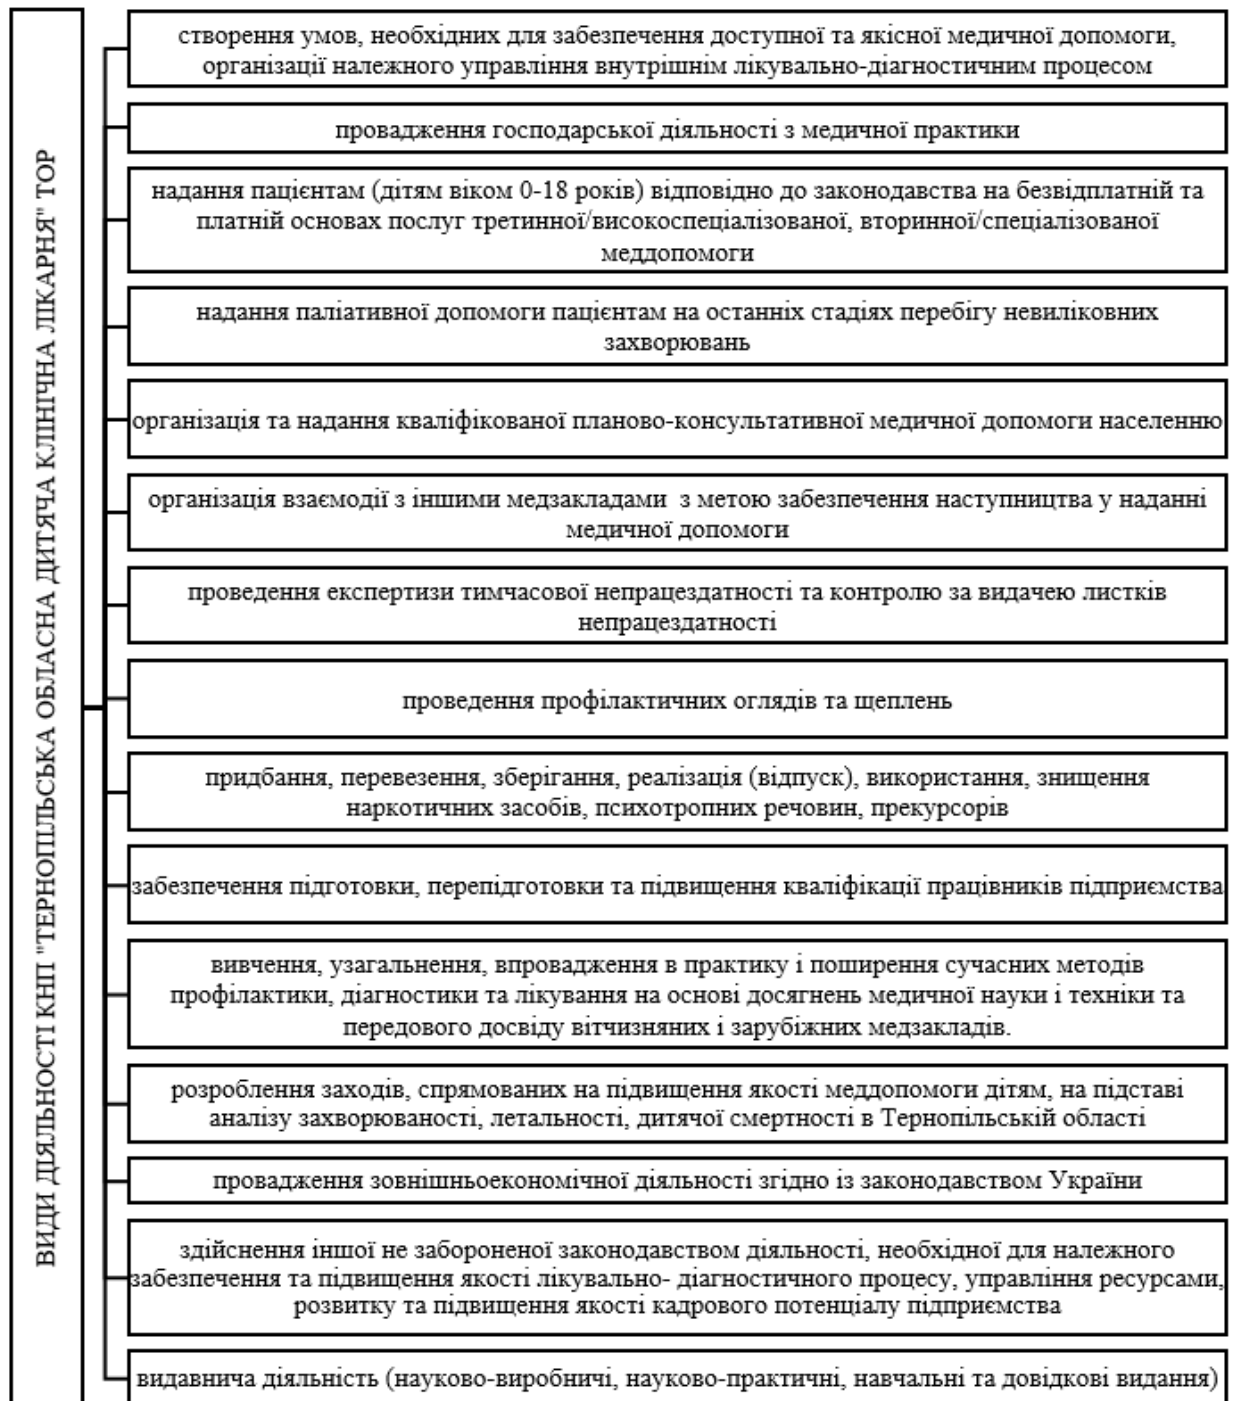 ВИДИ ДІЯЛЬНОСТІ КНП "ТЕРНОПІЛЬСЬКА ОБЛАСНА ДИТЯЧА КЛІНІЧНА ЛІКАРНЯ" ТОР
створення умов, необхідних для забезпечення доступної та якісної медичної допомоги,
організації належного управління внутрішнім лікувально-діагностичним процесом
провадження господарської діяльності з медичної практики
надання пацієнтам (дітям віком 0-18 років) відповідно до законодавства на безвідплатній та
платній основах послуг третинної/високоспеціалізованої, вторинної/спеціалізованої
меддопомоги
надання паліативної допомоги пацієнтам на останніх стадіях перебігу невиліковних
захворювань
організація та надання кваліфікованої планово-консультативної медичної допомоги населенню
організація взаємодії з іншими медзакладами з метою забезпечення наступництва у наданні
медичної допомоги
проведення експертизи тимчасової непрацездатності та контролю за видачею листків
непрацездатності
проведення профілактичних оглядів та щеплень
придбання, перевезення, зберігання, реалізація (відпуск), використання, знищення
наркотичних засобів, психотропних речовин, прекурсорів
забезпечення підготовки, перепідготовки та підвищення кваліфікації працівників підприємства
вивчення, узагальнення, впровадження в практику і поширення сучасних методів
профілактики, діагностики та лікування на основі досягнень медичної науки і техніки та
передового досвіду вітчизняних і зарубіжних медзакладів.
розроблення заходів, спрямованих на підвищення якості меддопомоги дітям, на підставі
аналізу захворюваності, летальності, дитячої смертності в Тернопільській області
провадження зовнішньоекономічної діяльності згідно із законодавством України
здійснення іншої не забороненої законодавством діяльності, необхідної для належного
забезпечення та підвищення якості лікувально- діагностичного процесу, управління ресурсами,
розвитку та підвищення якості кадрового потенціалу підприємства
видавнича діяльність (науково-виробничі, науково-практичні, навчальні та довідкові видання)